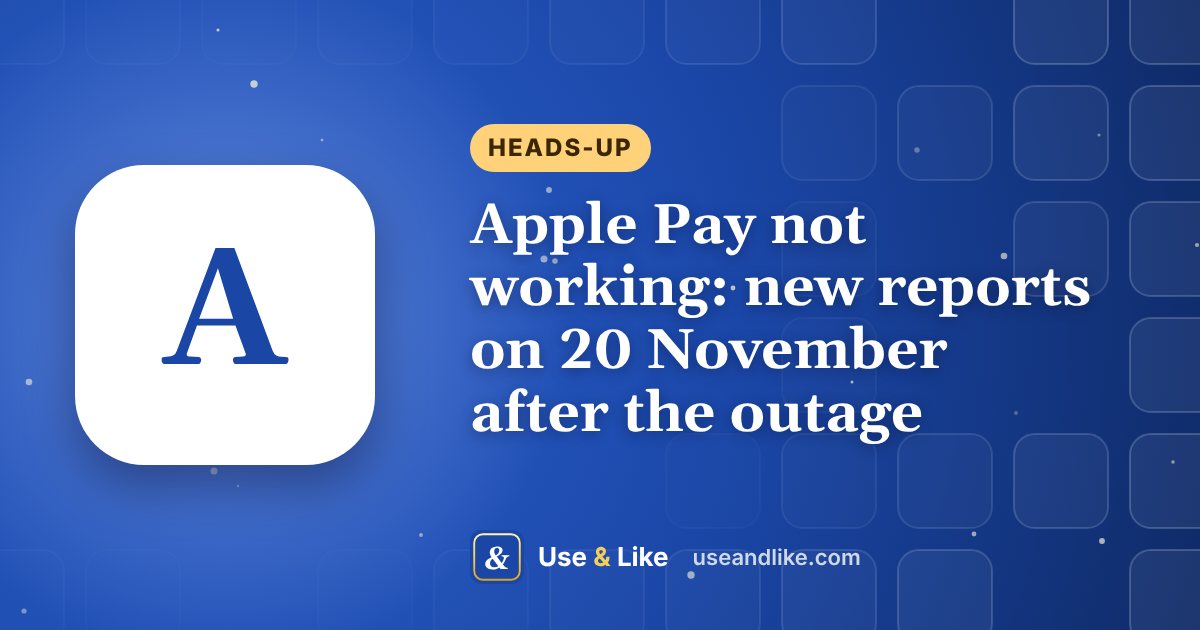 A
HEADS-UP
Apple Pay not
working: new reports
on 20 November
after the outage
& Use & Like useandlike.com